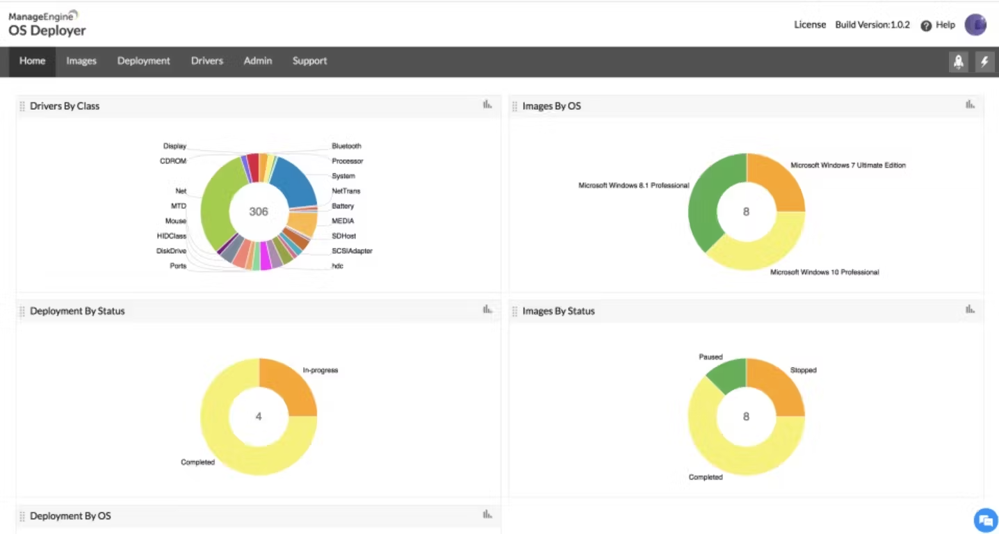 ManageEngine
OS Deployer
License Build Version:1.0.2 ? Help
Home Images Deployment Drivers Admin Support
Drivers By Class
Display
CDROM
Net
MTD
Mouse
HIDClass
DiskDrive
Ports
306
Bluetooth
Processor
System
NetTrans
Battery
MEDIA
SDHost
SCSIAdapter
hdc
Images By OS
Microsoft Windows 7 Ultimate Edition
Microsoft Windows 8.1 Professional
8
Microsoft Windows 10 Professional
Deployment By Status
In-progress
4
Completed
Images By Status
Paused
Stopped
8
Completed
Deployment By OS